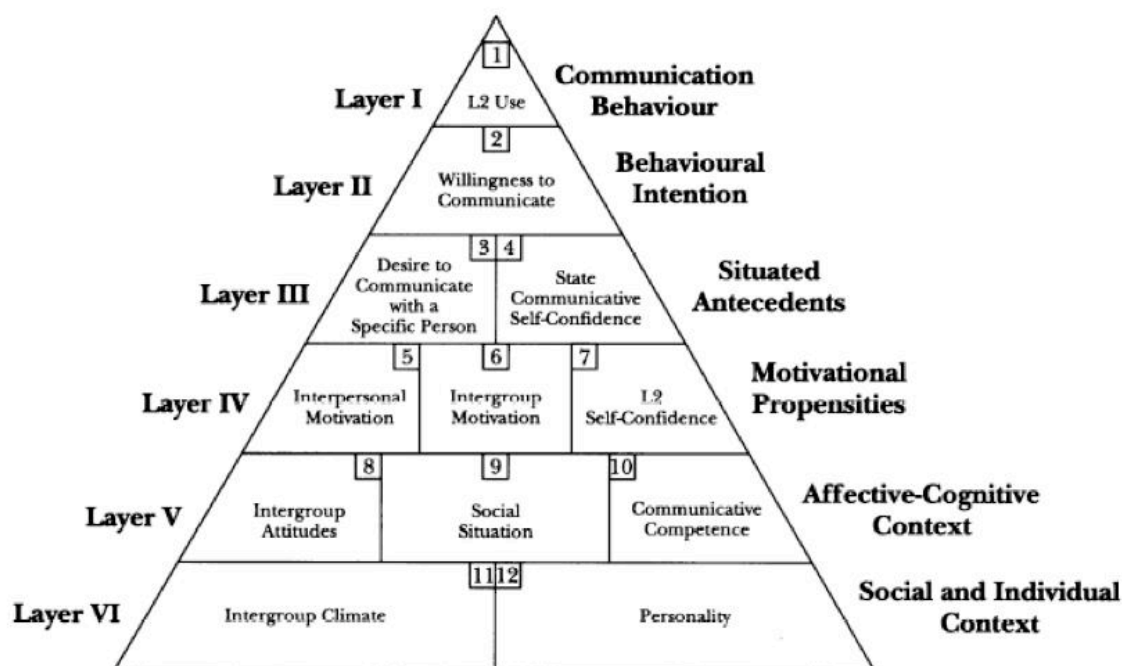 1
Layer I
L2 Use
Communication
Behaviour
2
Layer II
Willingness to
Communicate
Behavioural
Intention
3 4
Layer III
Desire to
Communicate
with a
Specific Person
State
Communicative
Self-Confidence
Situated
Antecedents
5 6 7
Layer IV
Interpersonal
Motivation
Intergroup
Motivation
L2
Self-Confidence
Motivational
Propensities
8 9 10
Layer V
Intergroup
Attitudes
Social
Situation
Communicative
Competence
Affective-Cognitive
Context
11 12
Layer VI
Intergroup Climate
Personality
Social and Individual
Context